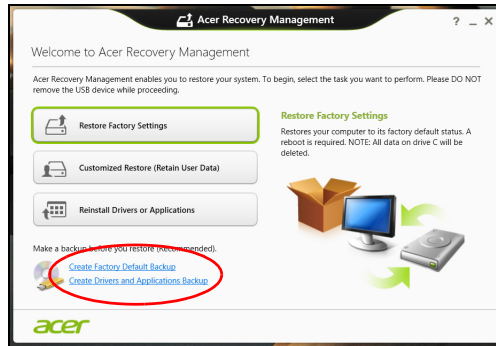 Acer Recovery Management
? _ X
Welcome to Acer Recovery Management
Acer Recovery Management enables you to restore your system. To begin, select the task you want to perform. Please DO NOT
remove the USB device while proceeding.
Restore Factory Settings
Customized Restore (Retain User Data)
Reinstall Drivers or Applications
Restore Factory Settings
Restores your computer to its factory default status. A
reboot is required. NOTE: All data on drive C will be
deleted.
Make a backup before you restore (Recommended).
Create Factory Default Backup
Create Drivers and Applications Backup
acer